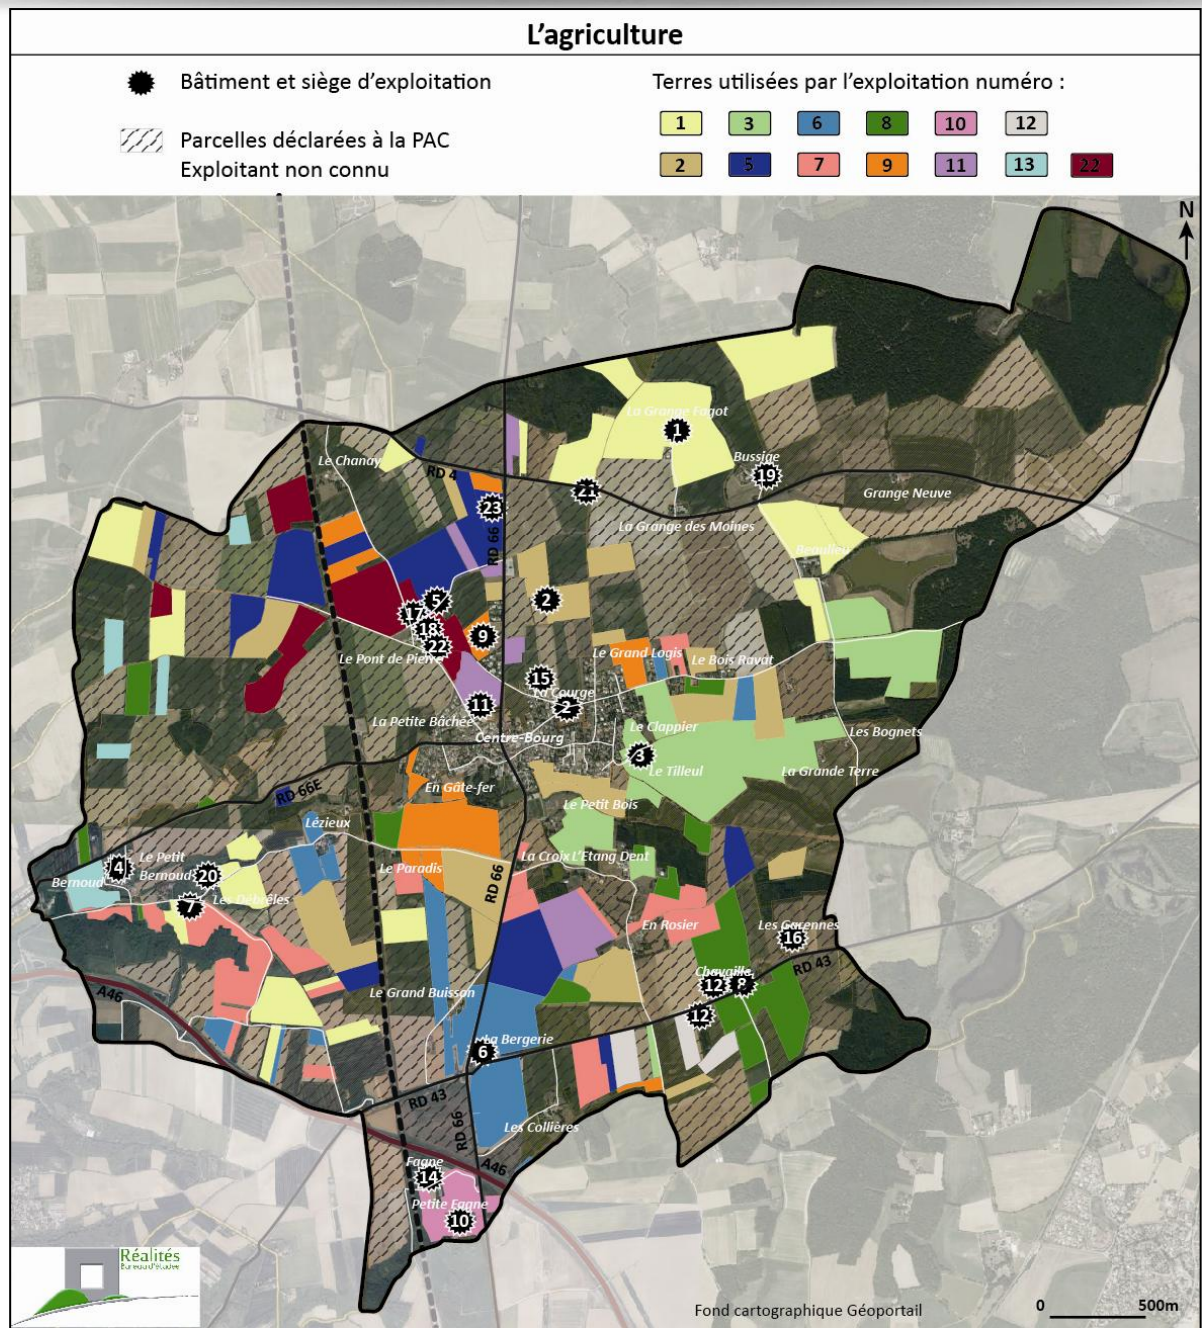 L'agriculture
Bâtiment et siège d'exploitation
Parcelles déclarées à la PAC
Exploitant non connu
Terres utilisées par l'exploitation numéro :
1 3 6 8 10 12
2 5 7 9 11 13 22
N
La Grange Fagot
1
Le Chanay
RD 4
Bussige
19
21
Grange Neuve
23
La Grange des Moines
RD 66
Beaulieu
5
2
17
18
9
22
Le Pont de Pierre
Le Grand Logis
Le Bois Ravat
15
La Courge
11
2
La Petite Bâchée
Le Clappier
Les Bognets
Centre-Bourg
3
Le Tilleul
La Grande Terre
En Gâte-fer
RD 66E
Le Petit Bois
Lézieux
La Croix L'Etang Dent
Le Petit
Bernoud
4
Le Paradis
20
Bernoud
RD 66
Les Débrêles
7
En Rosier
Les Garennes
16
Chavailles
RD 43
12
8
A46
Le Grand Buisson
12
La Bergerie
6
RD 43
RD 66
Les Collières
Fagne
A46
14
Petite Fagne
10
Réalités
Bureau d'études
Fond cartographique Géoportail
0 500m